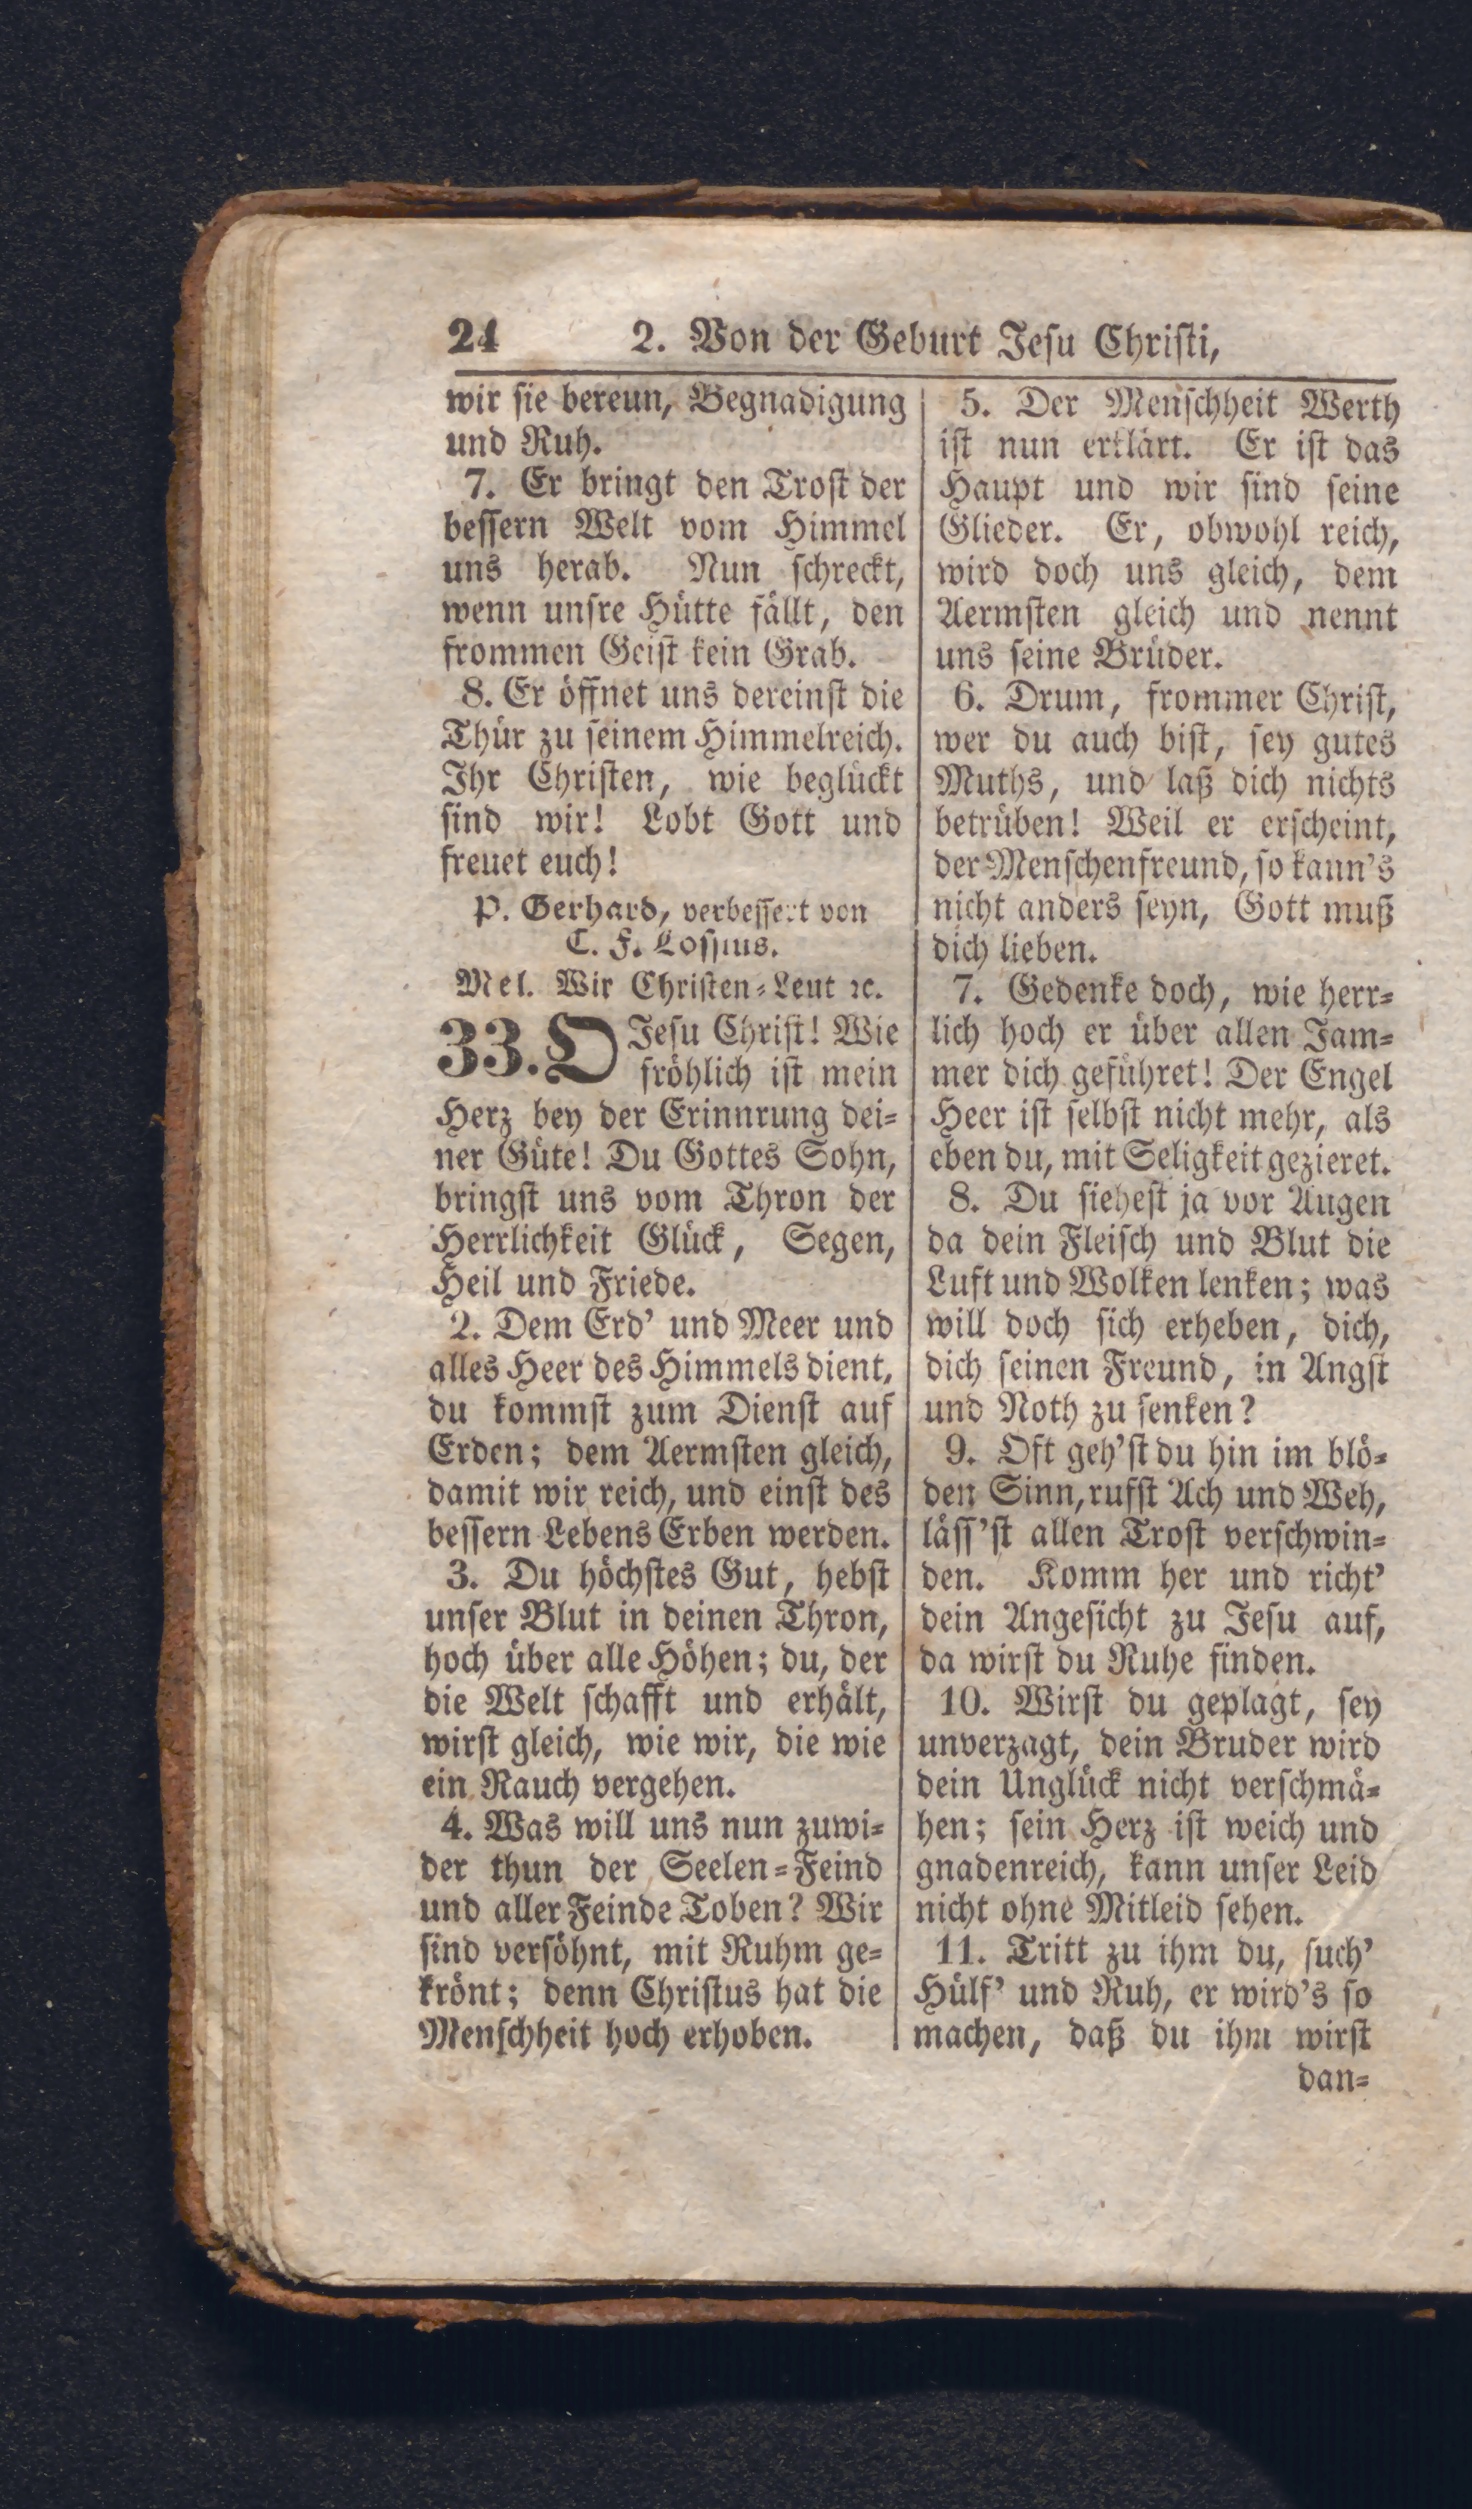 24 2. Von der Geburt Jesu Christi,
wir sie bereun, Begnadigung
und Ruh.
7. Er bringt den Trost der
bessern Welt vom Himmel
uns herab. Nun schreckt,
wenn unsre Hütte fällt, den
frommen Geist kein Grab.
8. Er öffnet uns dereinst die
Thür zu seinem Himmelreich.
Ihr Christen, wie beglückt
sind wir! Lobt Gott und
freuet euch!
P. Gerhard, verbessert von
C. F. Lossius.
Mel. Wir Christen-Leut ꝛc.
33. O Jesu Christ! Wie
fröhlich ist mein
Herz bey der Erinnrung dei-
ner Güte! Du Gottes Sohn,
bringst uns vom Thron der
Herrlichkeit Glück, Segen,
Heil und Friede.
2. Dem Erd' und Meer und
alles Heer des Himmels dient,
du kommst zum Dienst auf
Erden; dem Aermsten gleich,
damit wir reich, und einst des
bessern Lebens Erben werden.
3. Du höchstes Gut, hebst
unser Blut in deinen Thron,
hoch über alle Höhen; du, der
die Welt schafft und erhält,
wirst gleich, wie wir, die wie
ein Rauch vergehen.
4. Was will uns nun zuwi-
der thun der Seelen-Feind
und aller Feinde Toben? Wir
sind versöhnt, mit Ruhm ge-
krönt; denn Christus hat die
Menschheit hoch erhoben.
5. Der Menschheit Werth
ist nun erklärt. Er ist das
Haupt und wir sind seine
Glieder. Er, obwohl reich,
wird doch uns gleich, dem
Aermsten gleich und nennt
uns seine Brüder.
6. Drum, frommer Christ,
wer du auch bist, sey gutes
Muths, und laß dich nichts
betrüben! Weil er erscheint,
der Menschenfreund, so kann's
nicht anders seyn, Gott muß
dich lieben.
7. Gedenke doch, wie herr-
lich hoch er über allen Jam-
mer dich geführet! Der Engel
Heer ist selbst nicht mehr, als
eben du, mit Seligkeit gezieret.
8. Du siehest ja vor Augen
da dein Fleisch und Blut die
Luft und Wolken lenken; was
will doch sich erheben, dich,
dich seinen Freund, in Angst
und Noth zu senken?
9. Oft geh'st du hin im blö-
den Sinn, rufst Ach und Weh,
läss'st allen Trost verschwin-
den. Komm her und richt'
dein Angesicht zu Jesu auf,
da wirst du Ruhe finden.
10. Wirst du geplagt, sey
unverzagt, dein Bruder wird
dein Unglück nicht verschmä-
hen; sein Herz ist weich und
gnadenreich, kann unser Leid
nicht ohne Mitleid sehen.
11. Tritt zu ihm du, such'
Hülf' und Ruh, er wird's so
machen, daß du ihm wirst
dan-